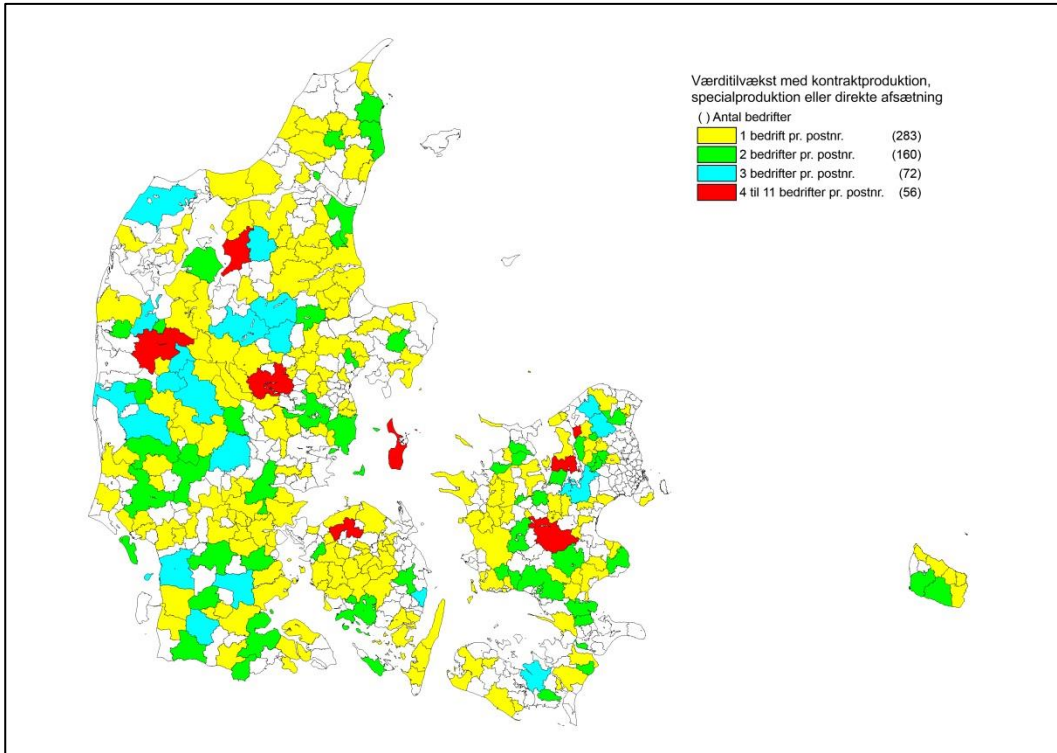 Værditilvækst med kontraktproduktion,
specialproduktion eller direkte afsætning
( ) Antal bedrifter
1 bedrift pr. postnr. (283)
2 bedrifter pr. postnr. (160)
3 bedrifter pr. postnr. (72)
4 til 11 bedrifter pr. postnr. (56)